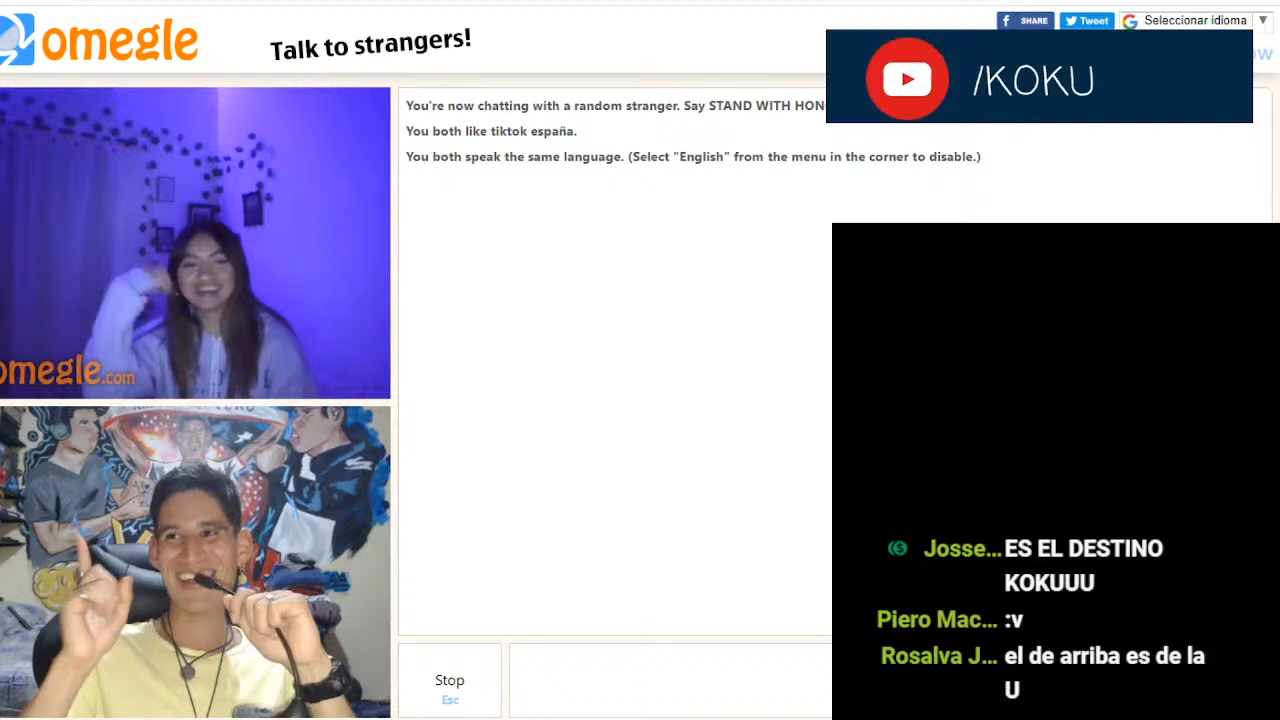 omegle
Talk to strangers!
SHARE
Tweet
Seleccionar idioma
/KOKU
You're now chatting with a random stranger. Say STAND WITH
You both like tiktok españa.
You both speak the same language. (Select "English" from the menu in the corner to disable.)
omegle.com
Josse... ES EL DESTINO
KOKUUU
Piero Mac... :v
Rosalva J... el de arriba es de la
U
Stop
Esc